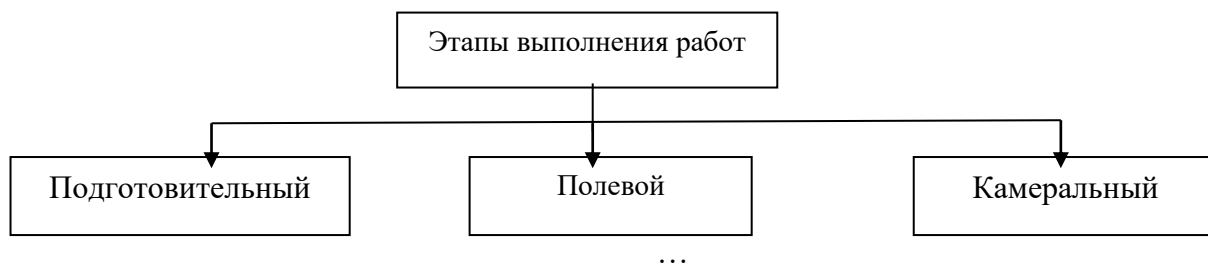 Этапы выполнения работ
Подготовительный
Полевой
Камеральный
…